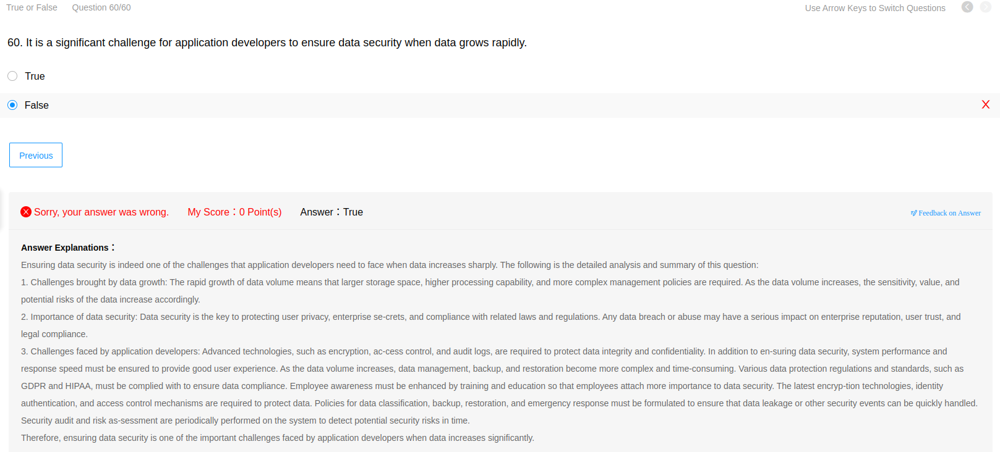 True or False Question 60/60 Use Arrow Keys to Switch Questions
60. It is a significant challenge for application developers to ensure data security when data grows rapidly.
True
False
Previous
Sorry, your answer was wrong. My Score：0 Point(s) Answer：True Feedback on Answer
Answer Explanations：
Ensuring data security is indeed one of the challenges that application developers need to face when data increases sharply. The following is the detailed analysis and summary of this question:
1. Challenges brought by data growth: The rapid growth of data volume means that larger storage space, higher processing capability, and more complex management policies are required. As the data volume increases, the sensitivity, value, and
potential risks of the data increase accordingly.
2. Importance of data security: Data security is the key to protecting user privacy, enterprise se-crets, and compliance with related laws and regulations. Any data breach or abuse may have a serious impact on enterprise reputation, user trust, and
legal compliance.
3. Challenges faced by application developers: Advanced technologies, such as encryption, ac-cess control, and audit logs, are required to protect data integrity and confidentiality. In addition to en-suring data security, system performance and
response speed must be ensured to provide good user experience. As the data volume increases, data management, backup, and restoration become more complex and time-consuming. Various data protection regulations and standards, such as
GDPR and HIPAA, must be complied with to ensure data compliance. Employee awareness must be enhanced by training and education so that employees attach more importance to data security. The latest encryp-tion technologies, identity
authentication, and access control mechanisms are required to protect data. Policies for data classification, backup, restoration, and emergency response must be formulated to ensure that data leakage or other security events can be quickly handled.
Security audit and risk as-sessment are periodically performed on the system to detect potential security risks in time.
Therefore, ensuring data security is one of the important challenges faced by application developers when data increases significantly.